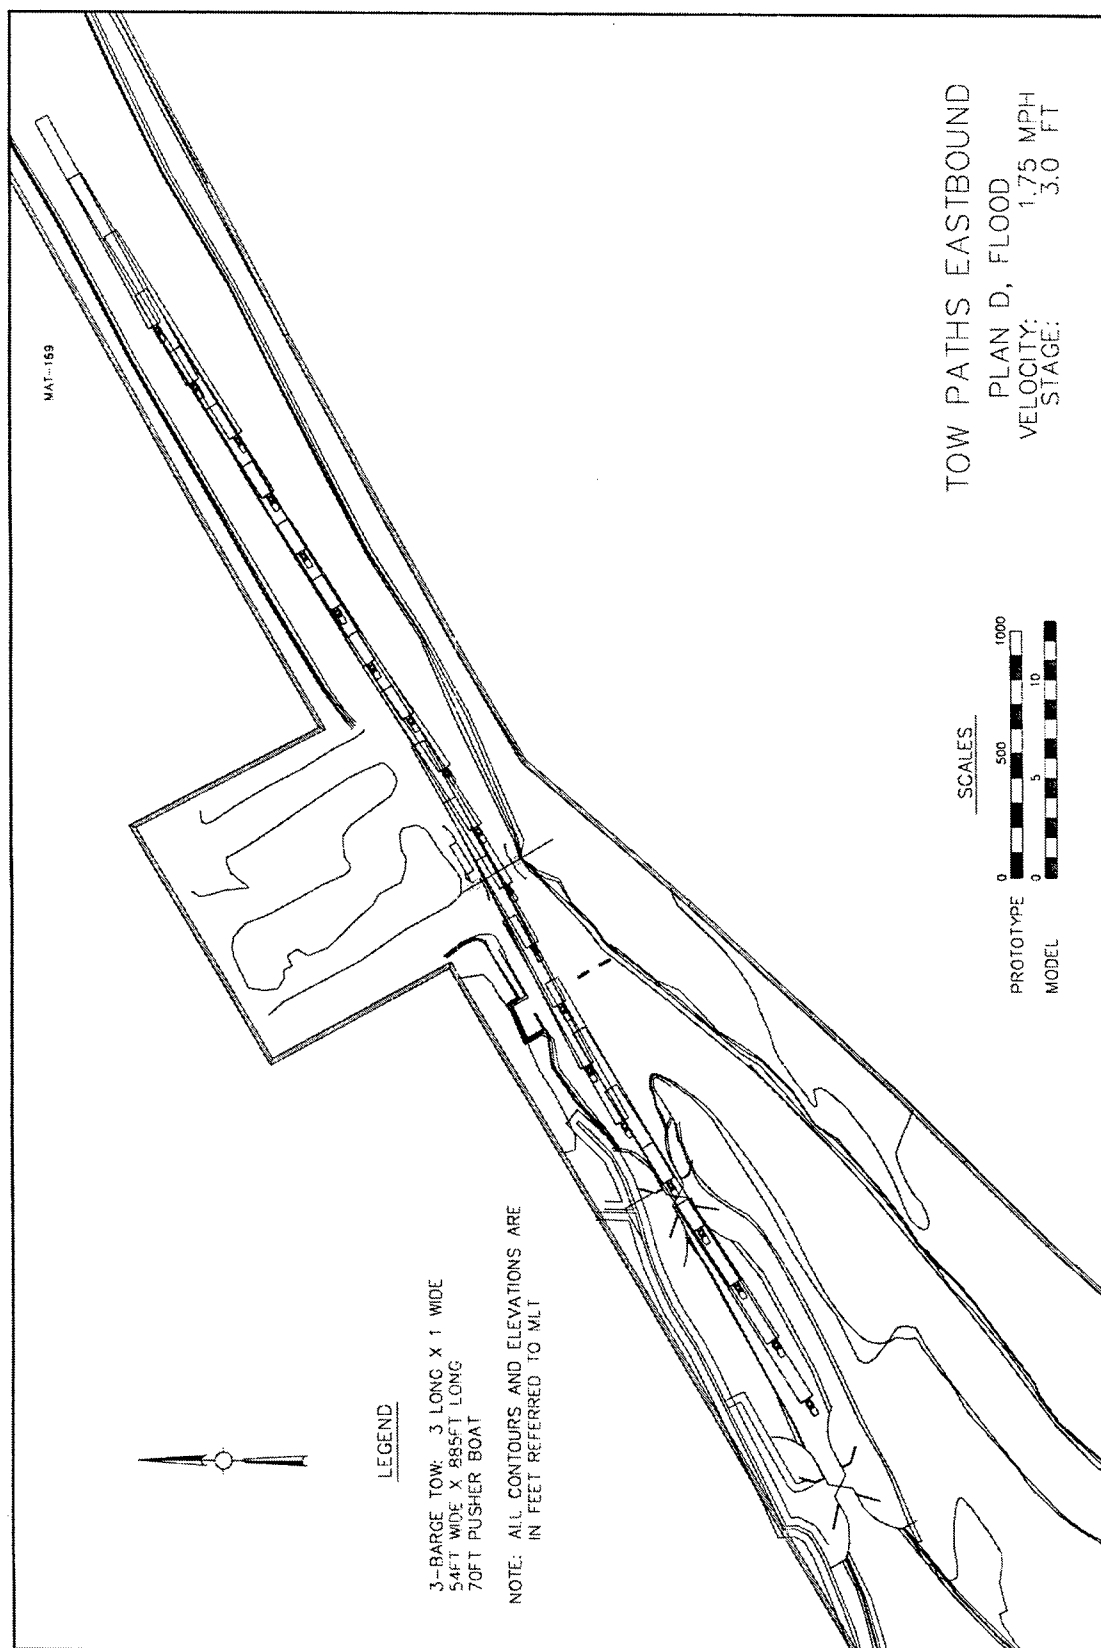 MAT-159
LEGEND
3-BARGE TOW: 3 LONG X 1 WIDE
54FT WIDE X 885FT LONG
70FT PUSHER BOAT
NOTE: ALL CONTOURS AND ELEVATIONS ARE
IN FEET REFERRED TO MLT
SCALES
PROTOTYPE 0 500 1000
MODEL 0 5 10
TOW PATHS EASTBOUND
PLAN D, FLOOD
VELOCITY: 1.75 MPH
STAGE: 3.0 FT